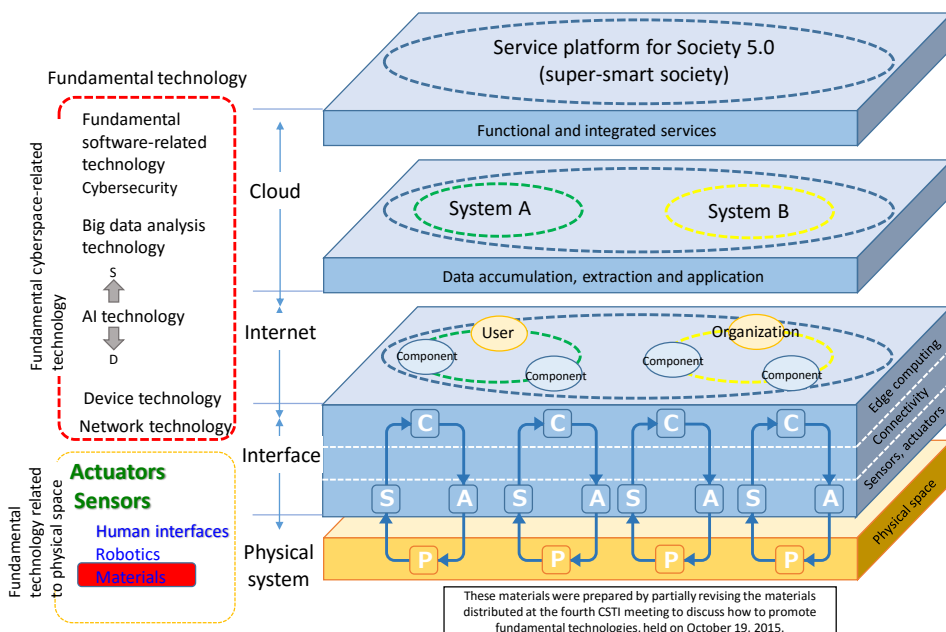 Fundamental technology
Fundamental cyberspace-related
technology
Fundamental
software-related
technology
Cybersecurity
Big data analysis
technology
S
AI technology
D
Device technology
Network technology
Fundamental
technology related
to physical space
Actuators
Sensors
Human interfaces
Robotics
Materials
Cloud
Internet
Interface
Physical
system
Service platform for Society 5.0
(super-smart society)
Functional and integrated services
System A
System B
Data accumulation, extraction and application
User
Organization
Component
Component
Component
Component
Edge computing
Connectivity
Sensors, actuators
Physical space
C
C
C
C
S
A
S
A
S
A
S
A
P
P
P
P
These materials were prepared by partially revising the materials
distributed at the fourth CSTI meeting to discuss how to promote
fundamental technologies, held on October 19, 2015.